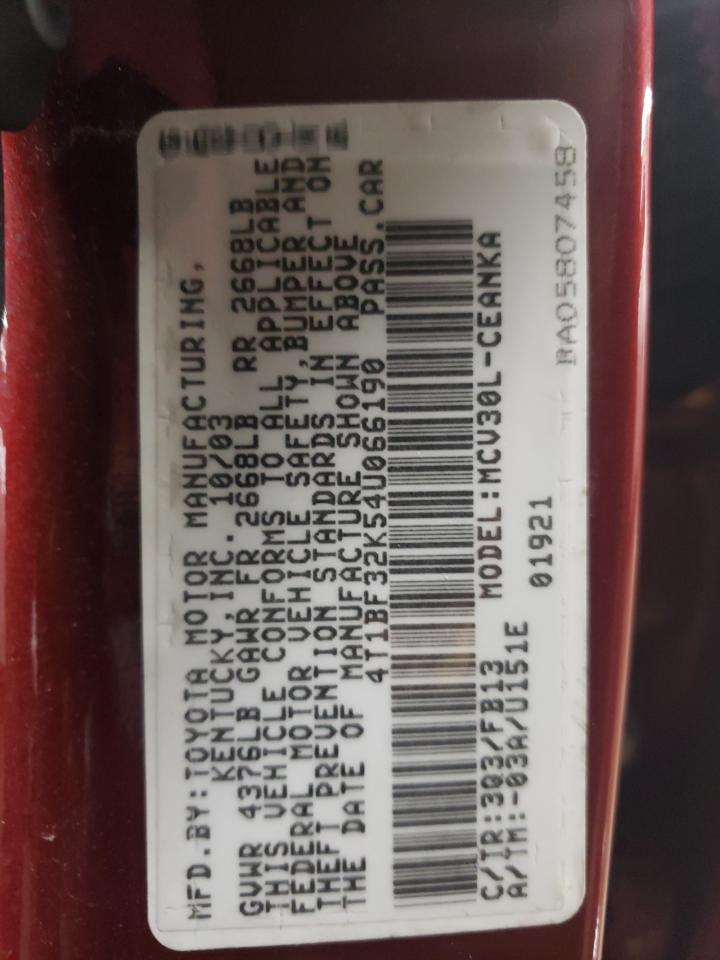 MFD.BY:TOYOTA MOTOR MANUFACTURING,
KENTUCKY,INC. 10/03
GVWR 4376LB GAWR FR 2668LB RR 2668LB
THIS VEHICLE CONFORMS TO ALL APPLICABLE
FEDERAL MOTOR VEHICLE SAFETY,BUMPER AND
THEFT PREVENTION STANDARDS IN EFFECT ON
THE DATE OF MANUFACTURE SHOWN ABOVE
4T1BF32K54U066190 PASS.CAR
C/TR:3Q3/FB13 MODEL:MCV30L-CEANKA
A/TM:-03A/U151E
01921
BA05807458